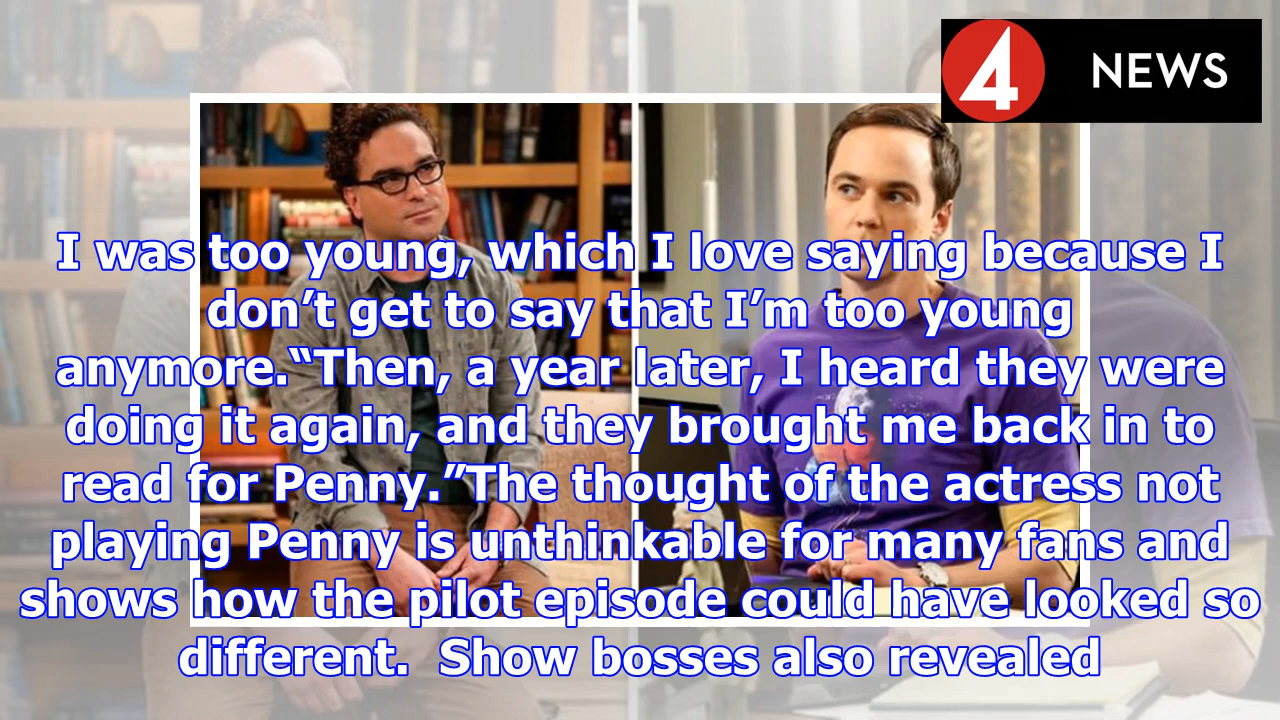 4 NEWS
I was too young, which I love saying because I
don’t get to say that I’m too young
anymore.“Then, a year later, I heard they were
doing it again, and they brought me back in to
read for Penny.”The thought of the actress not
playing Penny is unthinkable for many fans and
shows how the pilot episode could have looked so
different.  Show bosses also revealed